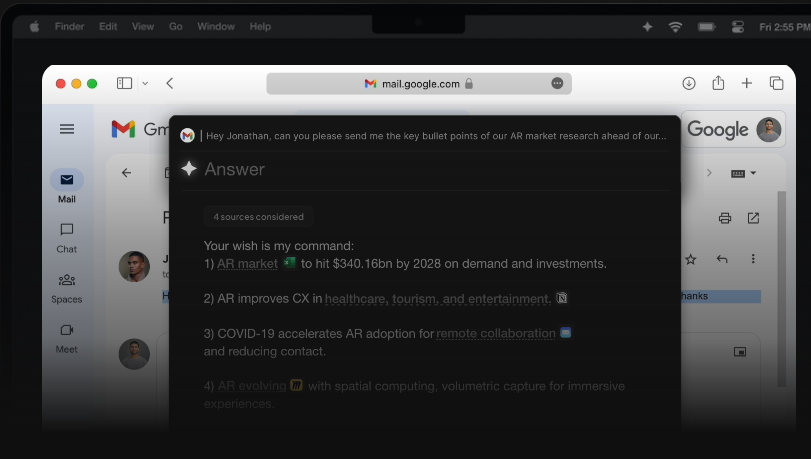 Finder Edit View Go Window Help
Fri 2:55 PM
mail.google.com
Gm
Google
Hey Jonathan, can you please send me the key bullet points of our AR market research ahead of our...
Answer
Mail
4 sources considered
Chat
Your wish is my command:
1) AR market to hit $340.16bn by 2028 on demand and investments.
Spaces
2) AR improves CX in healthcare, tourism, and entertainment.
hanks
3) COVID-19 accelerates AR adoption for remote collaboration
and reducing contact.
Meet
4) AR evolving with spatial computing, volumetric capture for immersive
experiences.